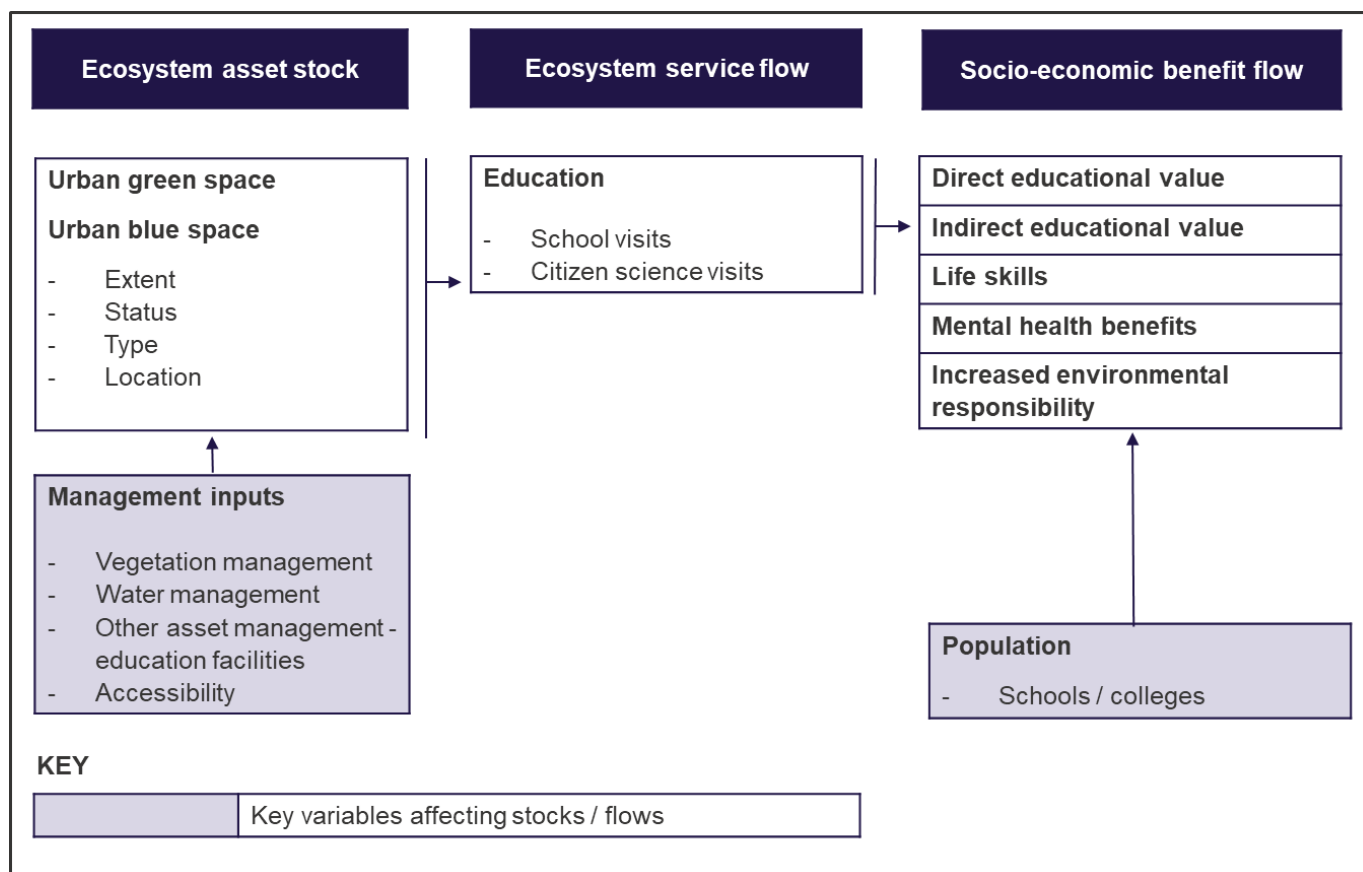 Ecosystem asset stock
Ecosystem service flow
Socio-economic benefit flow
Urban green space
Urban blue space
- Extent
- Status
- Type
- Location
Education
- School visits
- Citizen science visits
Direct educational value
Indirect educational value
Life skills
Mental health benefits
Increased environmental
responsibility
Management inputs
- Vegetation management
- Water management
- Other asset management -
education facilities
- Accessibility
Population
- Schools / colleges
KEY
Key variables affecting stocks / flows